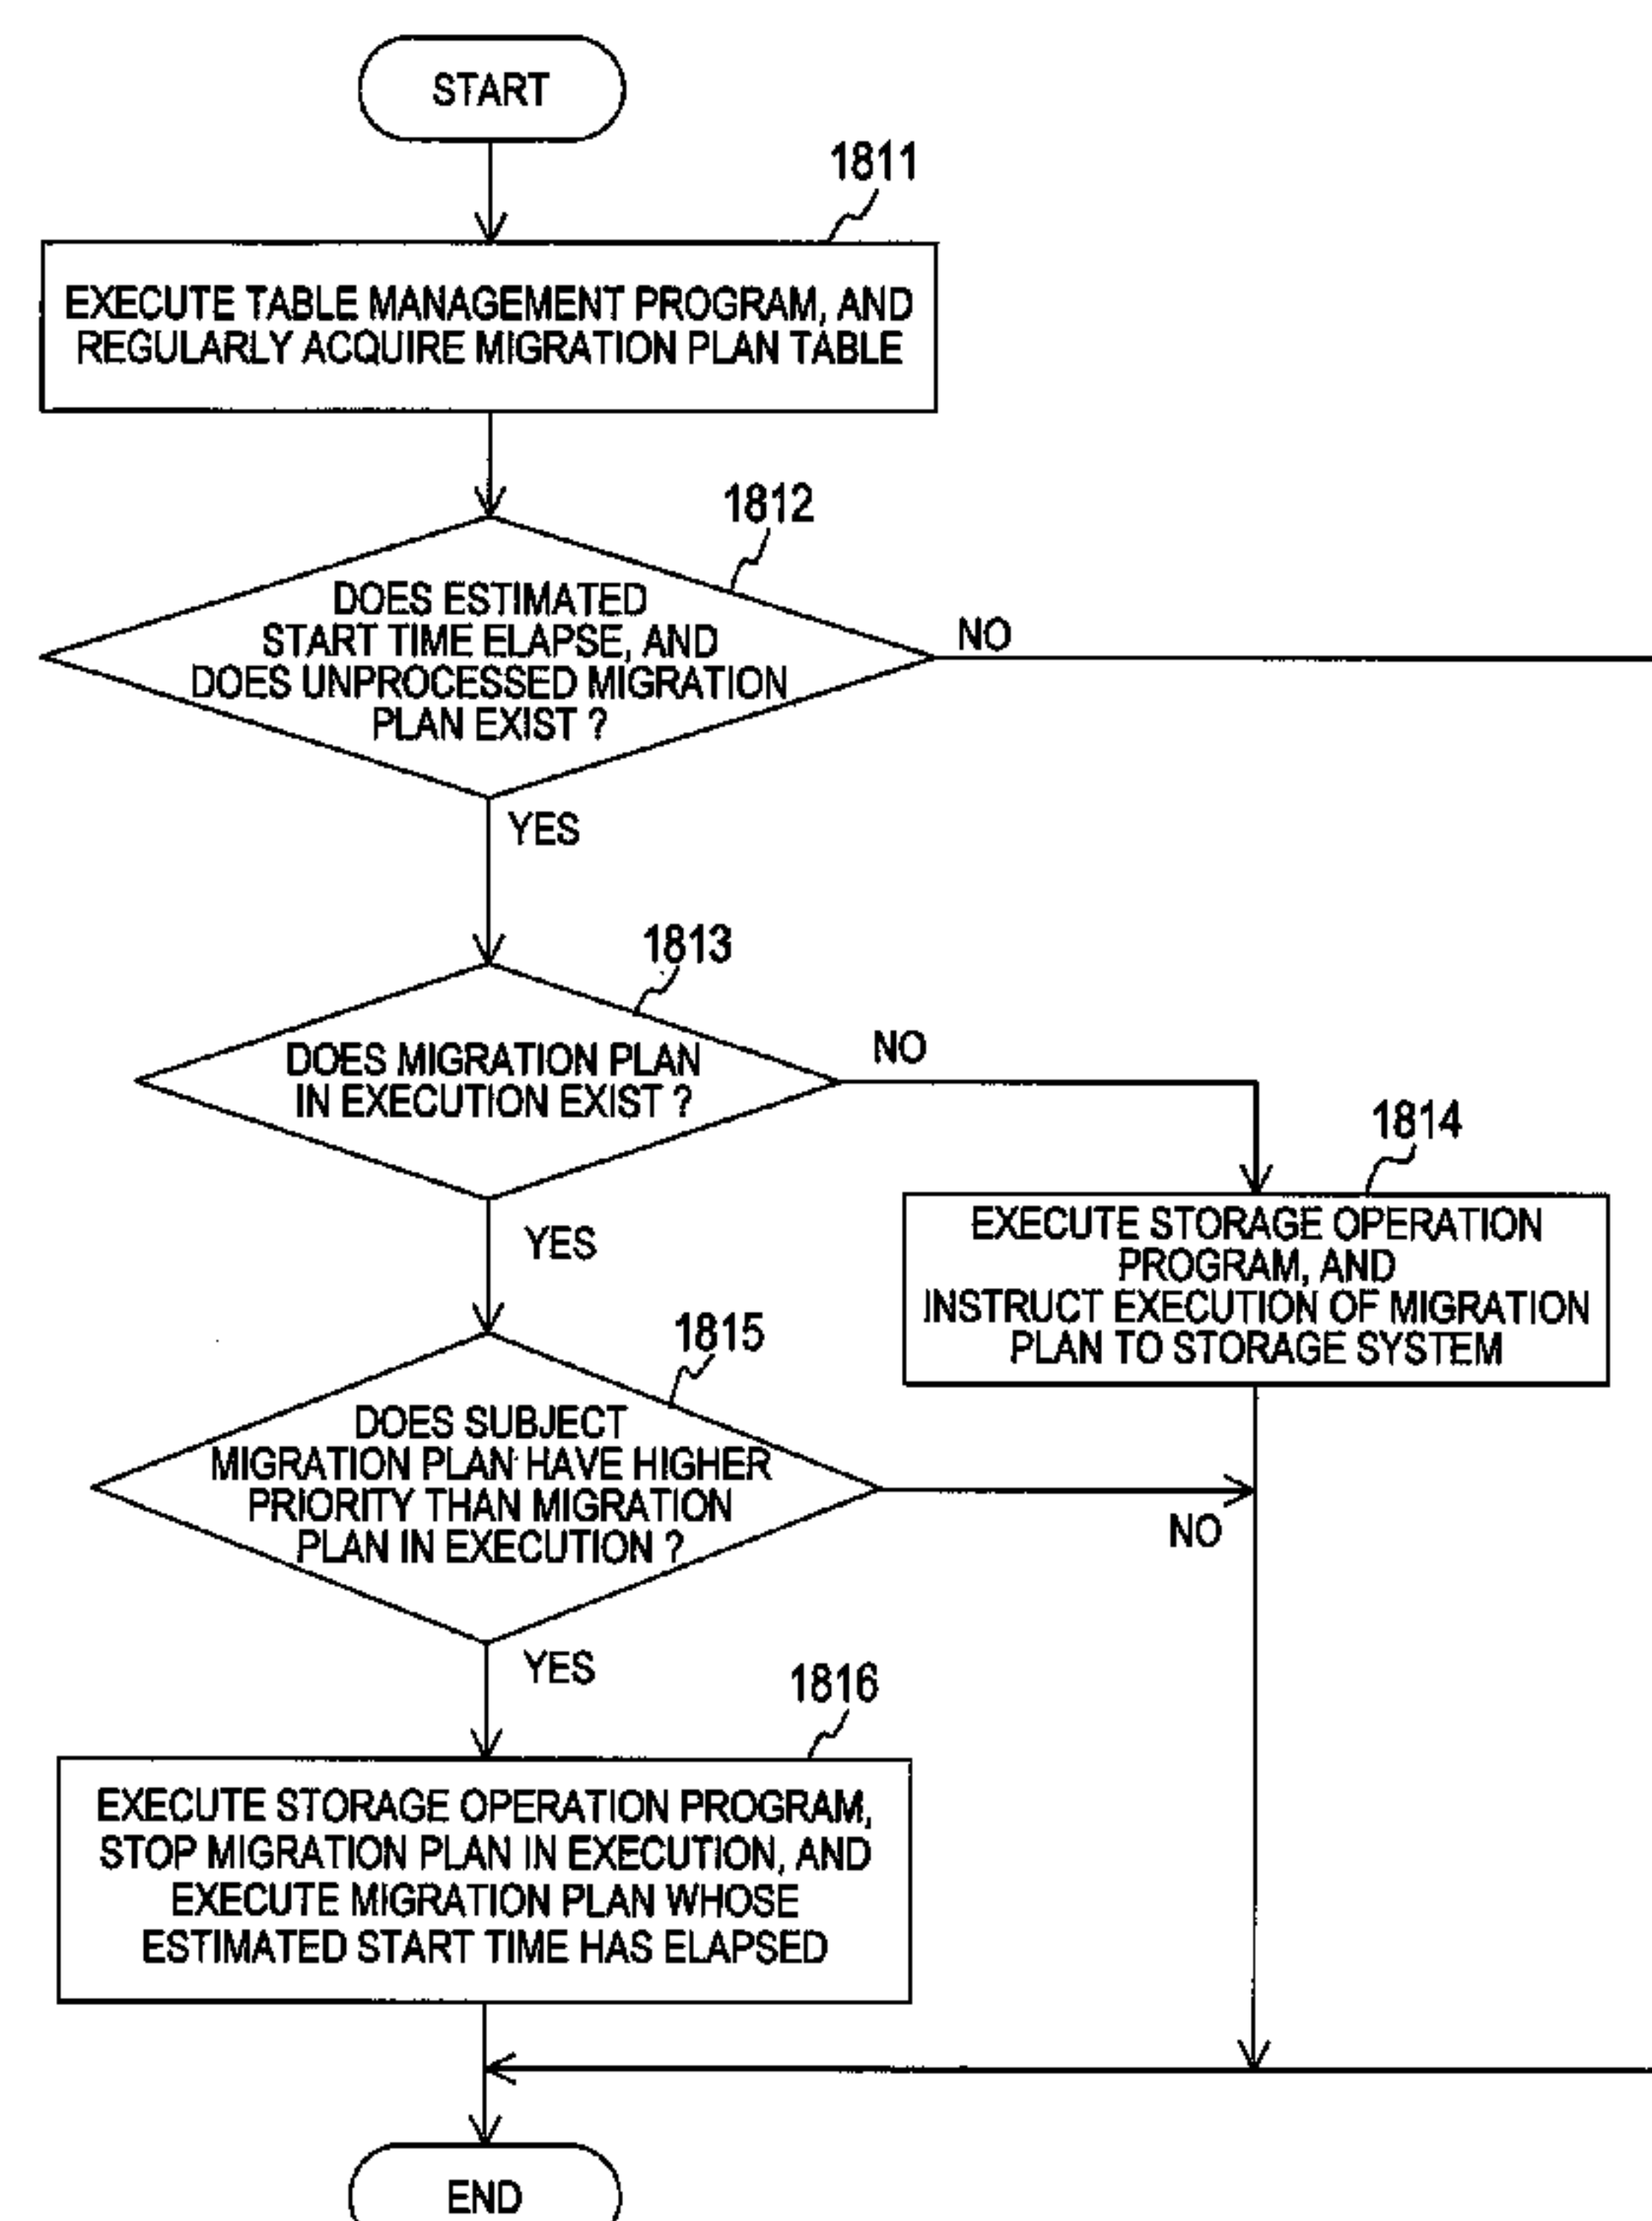 START
1811
EXECUTE TABLE MANAGEMENT PROGRAM, AND
REGULARLY ACQUIRE MIGRATION PLAN TABLE
1812
DOES ESTIMATED
START TIME ELAPSE, AND
DOES UNPROCESSED MIGRATION
PLAN EXIST ?
NO
YES
1813
DOES MIGRATION PLAN
IN EXECUTION EXIST ?
NO
1814
EXECUTE STORAGE OPERATION
PROGRAM, AND
INSTRUCT EXECUTION OF MIGRATION
PLAN TO STORAGE SYSTEM
YES
1815
DOES SUBJECT
MIGRATION PLAN HAVE HIGHER
PRIORITY THAN MIGRATION
PLAN IN EXECUTION ?
NO
YES
1816
EXECUTE STORAGE OPERATION PROGRAM,
STOP MIGRATION PLAN IN EXECUTION, AND
EXECUTE MIGRATION PLAN WHOSE
ESTIMATED START TIME HAS ELAPSED
END